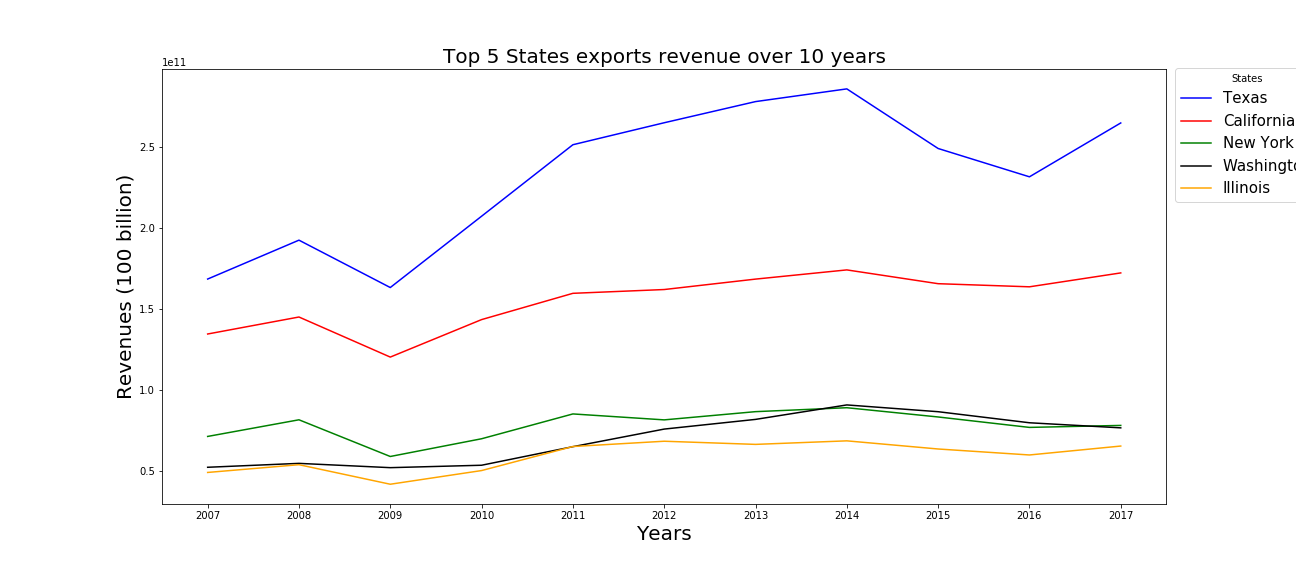 Top 5 States exports revenue over 10 years
1e11
States
Texas
California
New York
Washingto
Illinois
2.5
2.0
1.5
1.0
0.5
Revenues (100 billion)
2007 2008 2009 2010 2011 2012 2013 2014 2015 2016 2017
Years